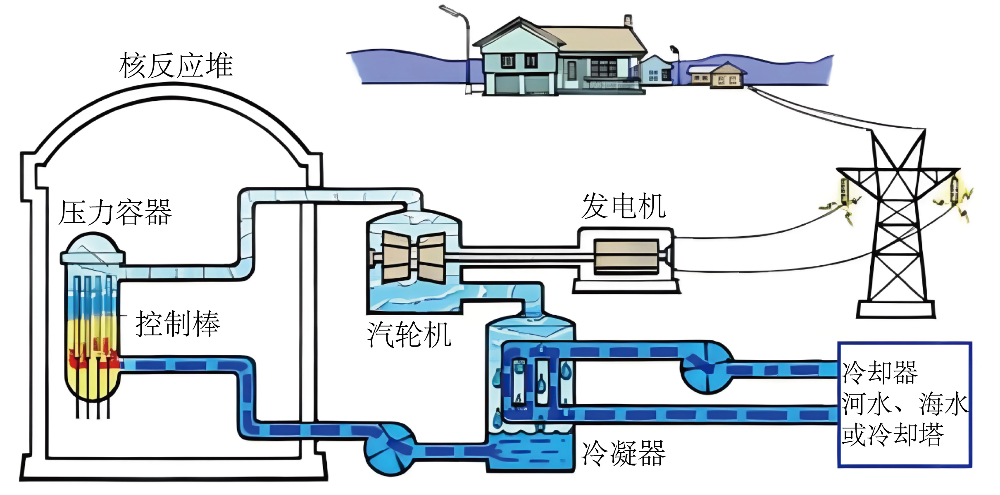 核反应堆
压力容器
控制棒
汽轮机
发电机
冷凝器
冷却器
河水、海水
或冷却塔